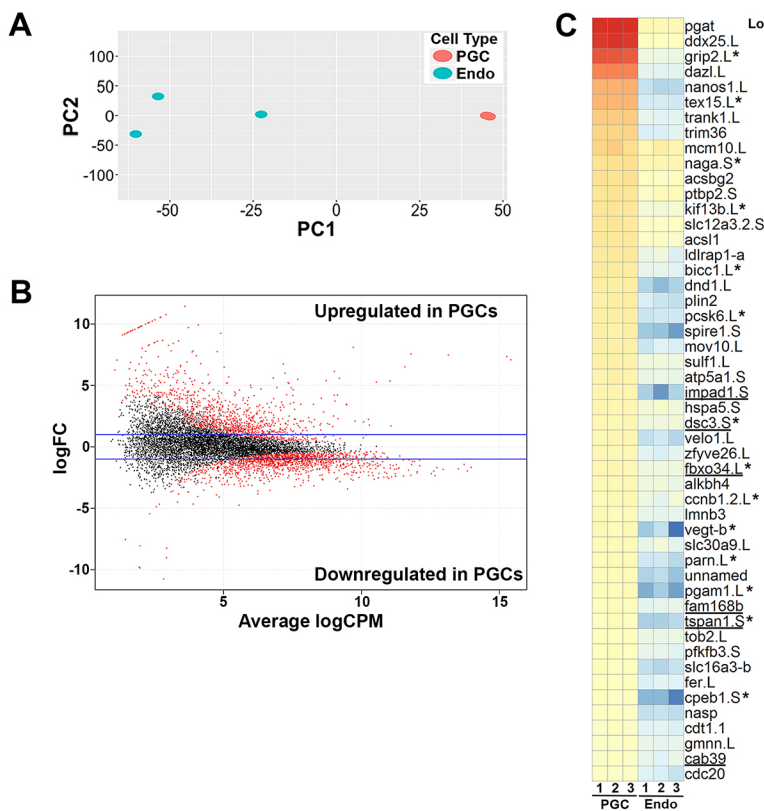 A
Cell Type
PGC
Endo
100
50
0
-50
-100
PC2
-50
-25
0
25
50
PC1
B
Upregulated in PGCs
10
5
0
-5
-10
logFC
Downregulated in PGCs
5
10
15
Average logCPM
C
Lo
pgat
ddx25.L
grip2.L*
dazl.L
nanos1.L
tex15.L*
trank1.L
trim36
mcm10.L
naga.S*
acsbg2
ptbp2.S
kif13b.L*
slc12a3.2.S
acsl1
ldlrap1-a
bicc1.L*
dnd1.L
plin2
pcsk6.L*
spire1.S
mov10.L
sulf1.L
atp5a1.S
impad1.S
hspa5.S
dsc3.S*
velo1.L
zfyve26.L
fbxo34.L*
alkbh4
ccnb1.2.L*
lmnb3
vegt-b*
slc30a9.L
parn.L*
unnamed
pgam1.L*
fam168b
tspan1.S*
tob2.L
pfkfb3.S
slc16a3-b
fer.L
cpeb1.S*
nasp
cdt1.1
gmnn.L
cab39
cdc20
1 2 3 1 2 3
PGC Endo